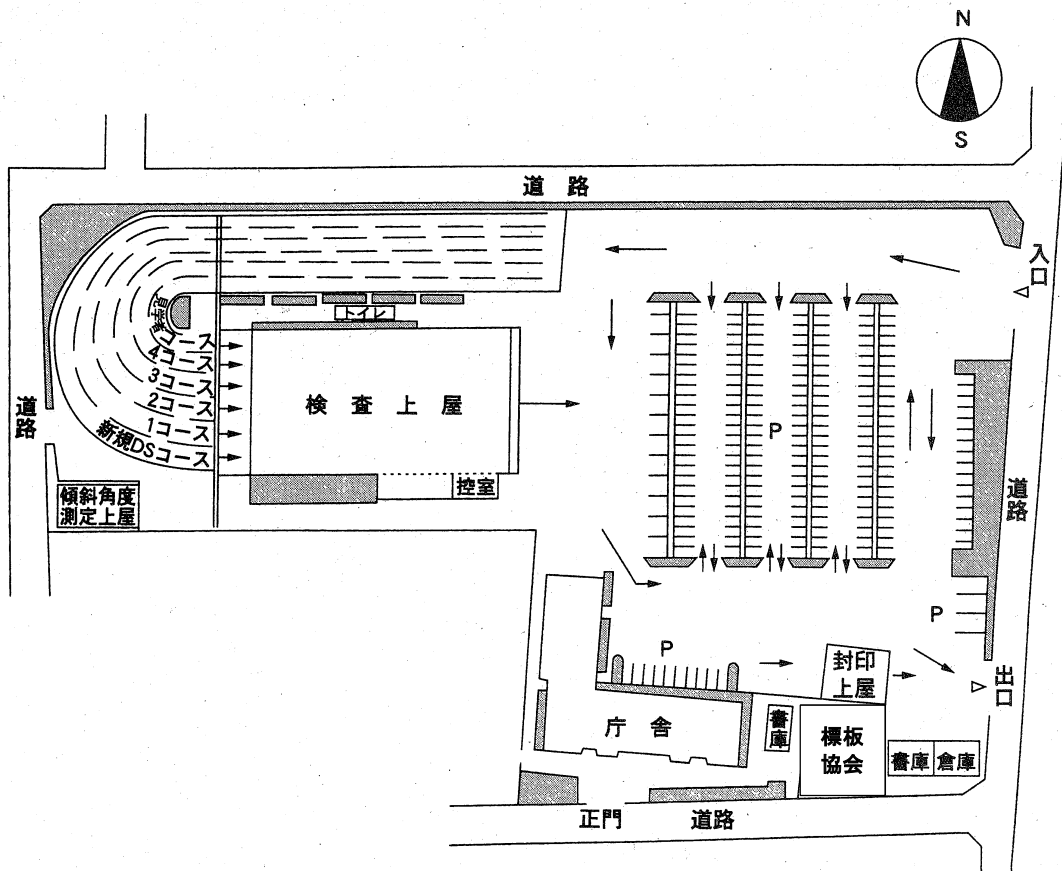 N
S
道路
入口
見学者コース
4コース
3コース
2コース
1コース
新規DSコース
トイレ
検査上屋
控室
道路
傾斜角度
測定上屋
P
道路
P
P
封印
上屋
出口
庁舎
書庫
標板
協会
書庫
倉庫
正門
道路